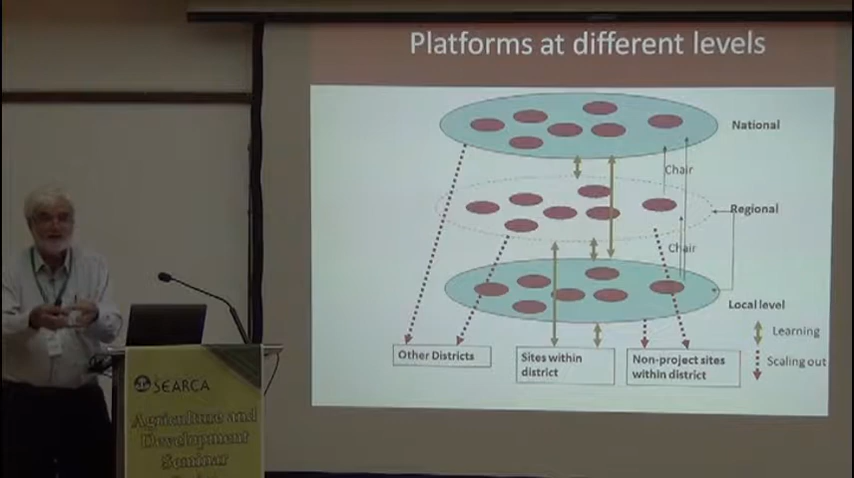 Platforms at different levels
National
Chair
Regional
Chair
Local level
Learning
Scaling out
Other Districts
Sites within
district
Non-project sites
within district
SEARCA
Agriculture and
Development
Seminar